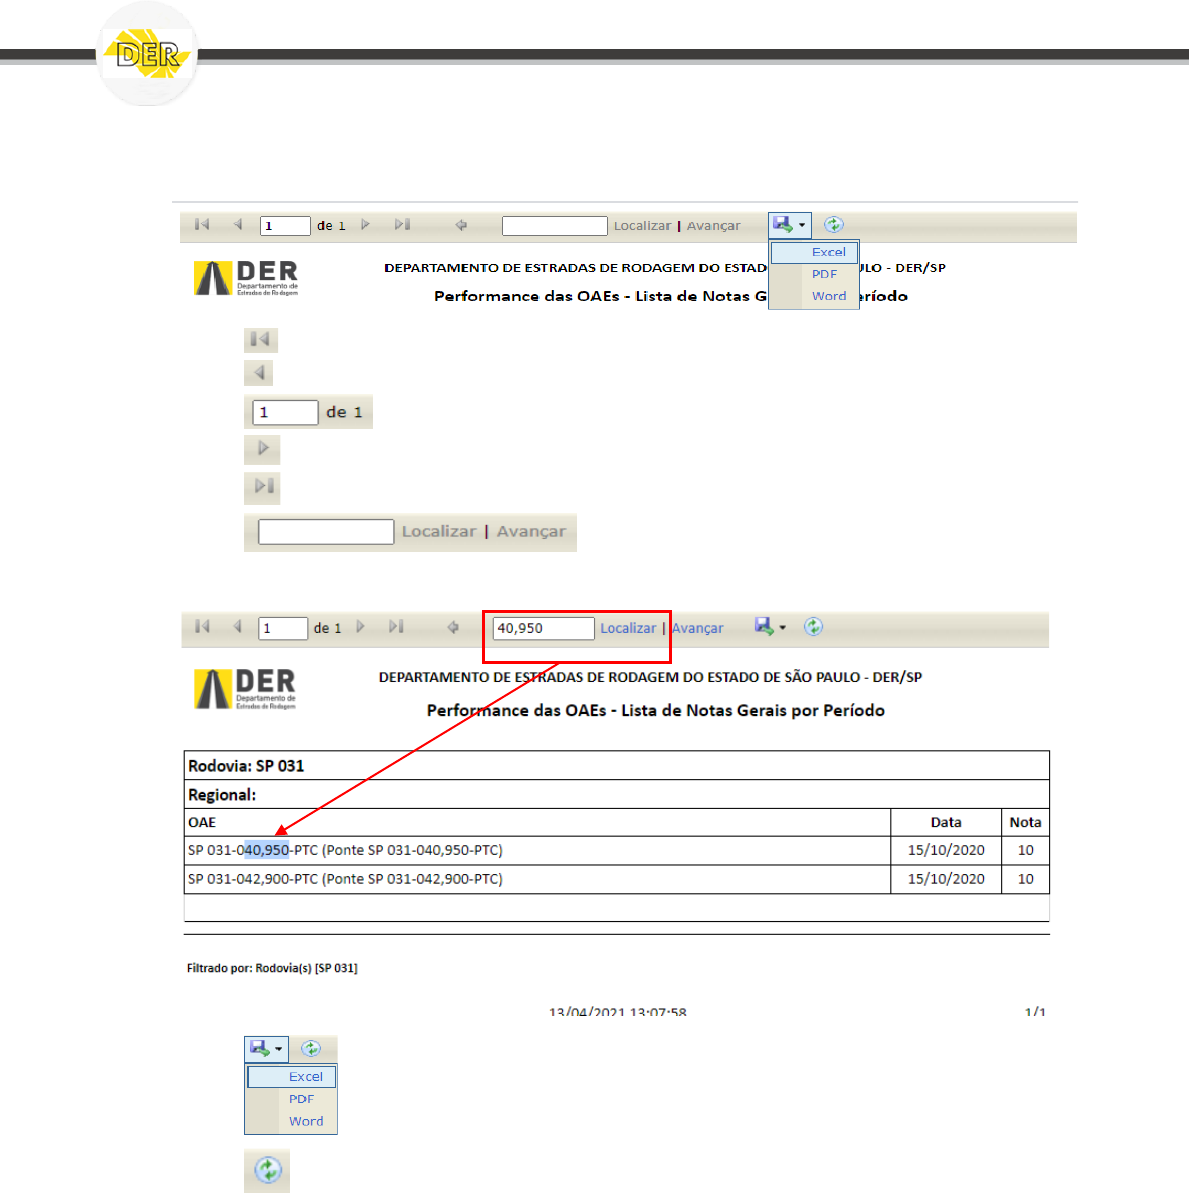 DER
1 de 1 Localizar | Avançar
Excel
PDF
Word
DER
Departamento de
Estradas de Rodagem
DEPARTAMENTO DE ESTRADAS DE RODAGEM DO ESTAD ULO - DER/SP
Performance das OAEs - Lista de Notas G eríodo
1 de 1
Localizar | Avançar
1 de 1 40,950 Localizar | Avançar
DER
Departamento de
Estradas de Rodagem
DEPARTAMENTO DE ESTRADAS DE RODAGEM DO ESTADO DE SÃO PAULO - DER/SP
Performance das OAEs - Lista de Notas Gerais por Período
Rodovia: SP 031
Regional:
OAE Data Nota
SP 031-040,950-PTC (Ponte SP 031-040,950-PTC) 15/10/2020 10
SP 031-042,900-PTC (Ponte SP 031-042,900-PTC) 15/10/2020 10
Filtrado por: Rodovia(s) [SP 031]
13/04/2021 13:07:58 1/1
Excel
PDF
Word